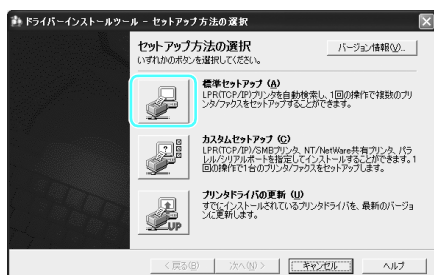 ドライバーインストールツール - セットアップ方法の選択
セットアップ方法の選択
いずれかのボタンを選択してください。
バージョン情報(V)...
標準セットアップ (A)
LPR(TCP/IP)プリンタを自動検索し、1回の操作で複数のプリ
ンタ/ファクスをセットアップすることができます。
カスタムセットアップ (C)
LPR(TCP/IP)/SMBプリンタ、NT/NetWare共有プリンタ、パラ
レル/シリアルポートを指定してインストールすることができます。1
回の操作で1台のプリンタ/ファクスをセットアップします。
プリンタドライバの更新 (U)
すでにインストールされているプリンタドライバを、最新のバージョ
ンに更新します。
UP
< 戻る(B)
次へ(N) >
キャンセル
ヘルプ